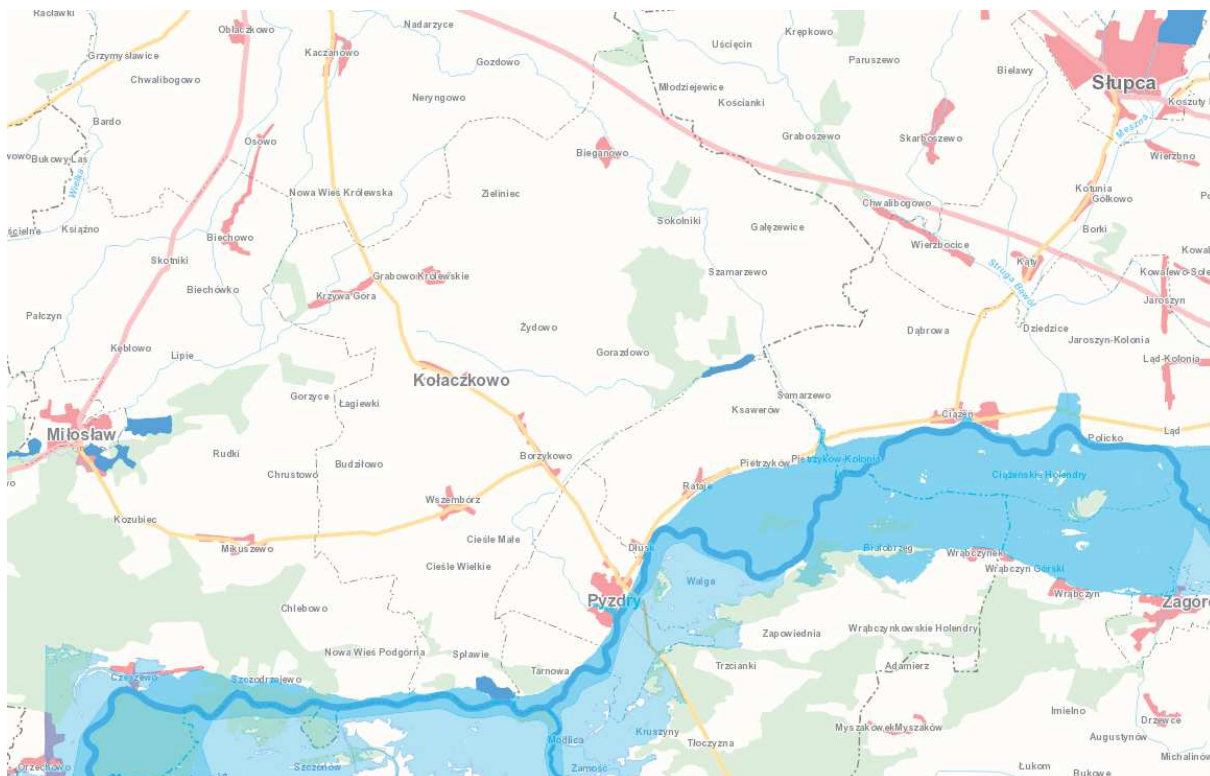 Racławki
Obłaczkowo
Nadarzyce
Krępkowo
Uścięcin
Kaczanowo
Grzymysławice
Gozdowo
Paruszewo
Bielawy
Słupca
Chwalibogowo
Młodziejewice
Neryngowo
Kościanki
Koszuty
Bardo
Meszna
Graboszewo
Skarboszewo
Osowo
Bieganowo
Wierzbno
Bukowy Las
Wrześnica
Nowa Wieś Królewska
Zieliniec
Kotunia
Gółkowo
Chwalibogowo
Sokolniki
Gałęzewice
Książno
Biechowo
Borki
Wierzbocice
Skotniki
Kąty
Struga Bawół
Szamarzewo
Grabowo Królewskie
Biechówko
Krzywa Góra
Jaroszyn
Pałczyn
Żydowo
Dąbrowa
Dziedzice
Jaroszyn-Kolonia
Kębłowo
Lipie
Gorazdowo
Ląd-Kolonia
Kołaczkowo
Gorzyce
Łagiewki
Samarzewo
Ksawerów
Ciążeń
Miłosław
Ląd
Policko
Rudki
Borzykowo
Budziłowo
Chrustowo
Pietrzyków
Pietrzyków-Kolonia
Ciążeńskie Holendry
Rataje
Wszembórz
Kozubiec
Cieśle Małe
Mikuszewo
Dłusk
Białobrzeg
Wrąbczynek
Cieśle Wielkie
Wrąbczyn Górski
Walga
Wrąbczyn
Pyzdry
Chlebowo
Zapowiednia
Wrąbczynkowskie Holendry
Nowa Wieś Podgórna
Spławie
Tarnowa
Trzcianki
Adamierz
Czeszewo
Szczodrzejewo
Imielno
Drzewce
Myszakówek
Myszaków
Kruszyny
Modlica
Tłoczyzna
Augustynów
Michalinów
Orzechowo
Szczonów
Zamość
Łukom
Bukowe